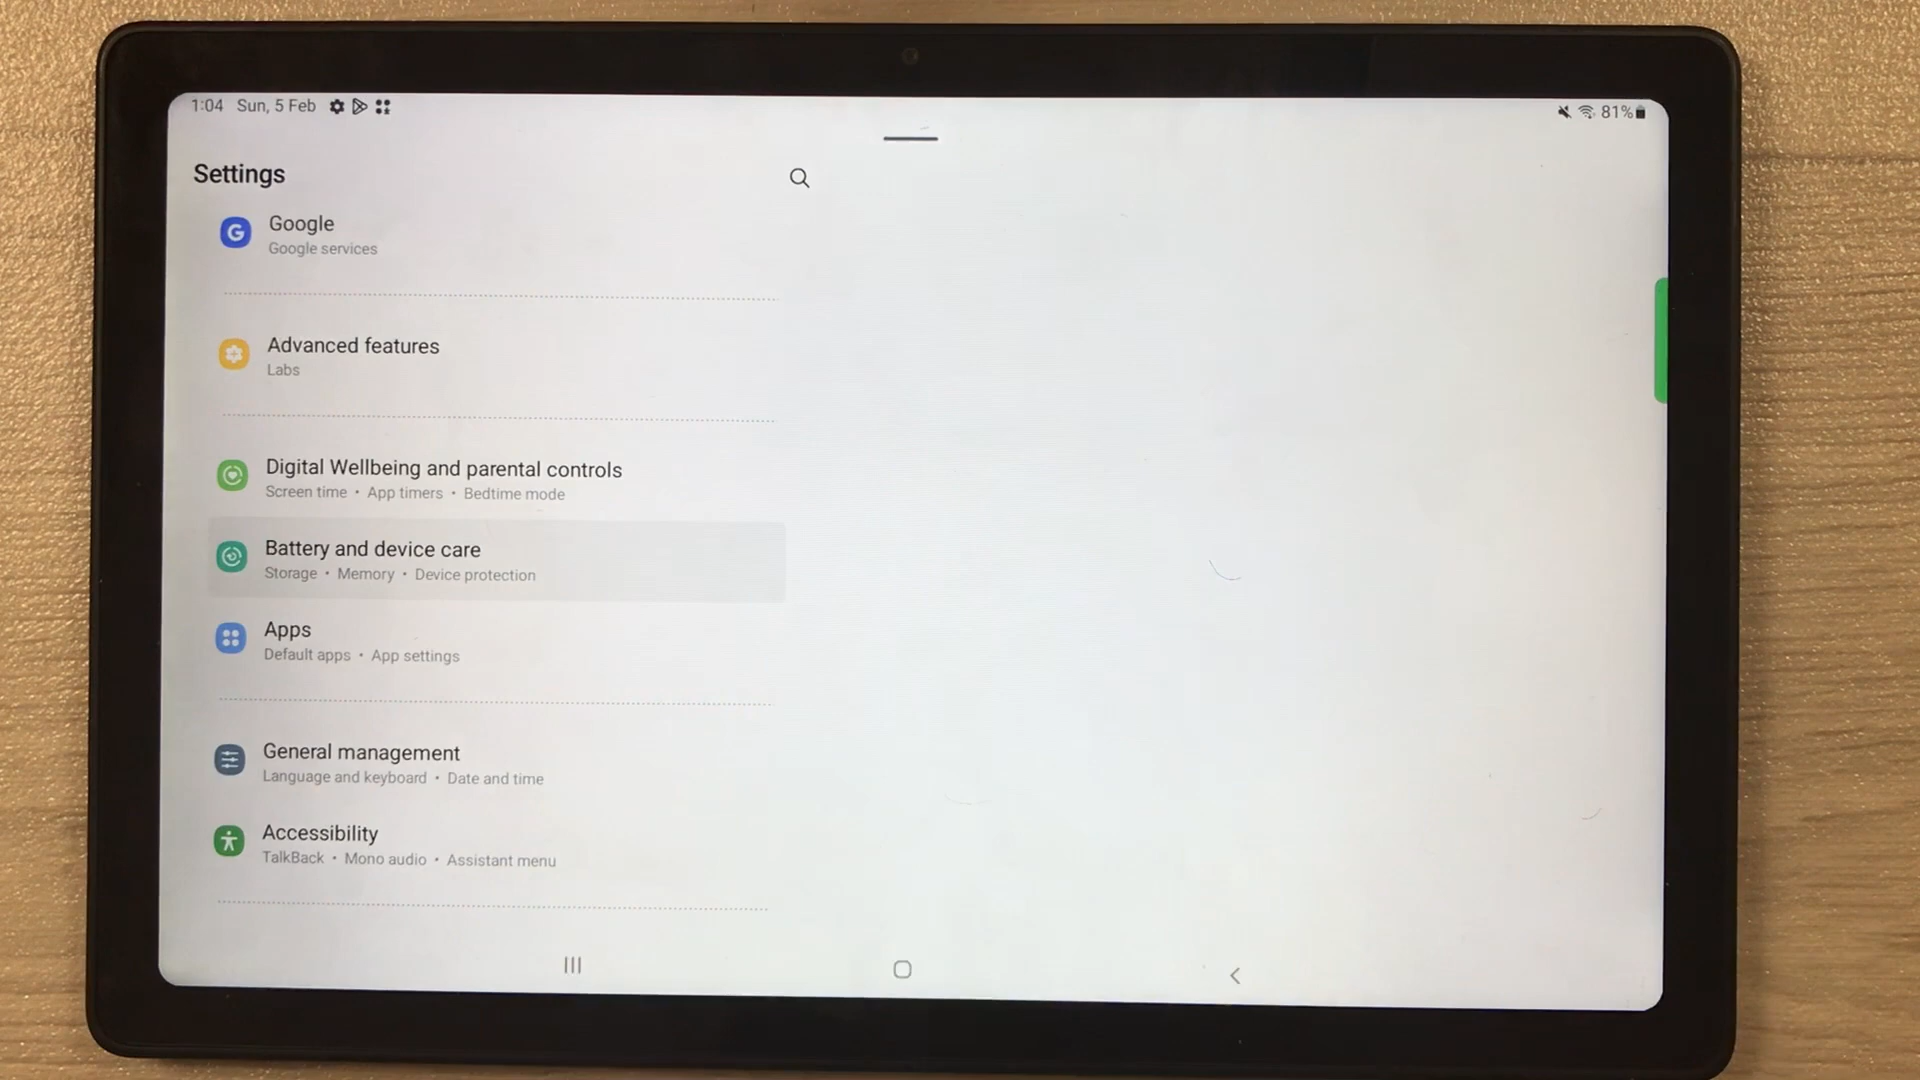 1:04 Sun, 5 Feb
81%
Settings
Google
Google services
Advanced features
Labs
Digital Wellbeing and parental controls
Screen time • App timers • Bedtime mode
Battery and device care
Storage • Memory • Device protection
Apps
Default apps • App settings
General management
Language and keyboard • Date and time
Accessibility
TalkBack • Mono audio • Assistant menu